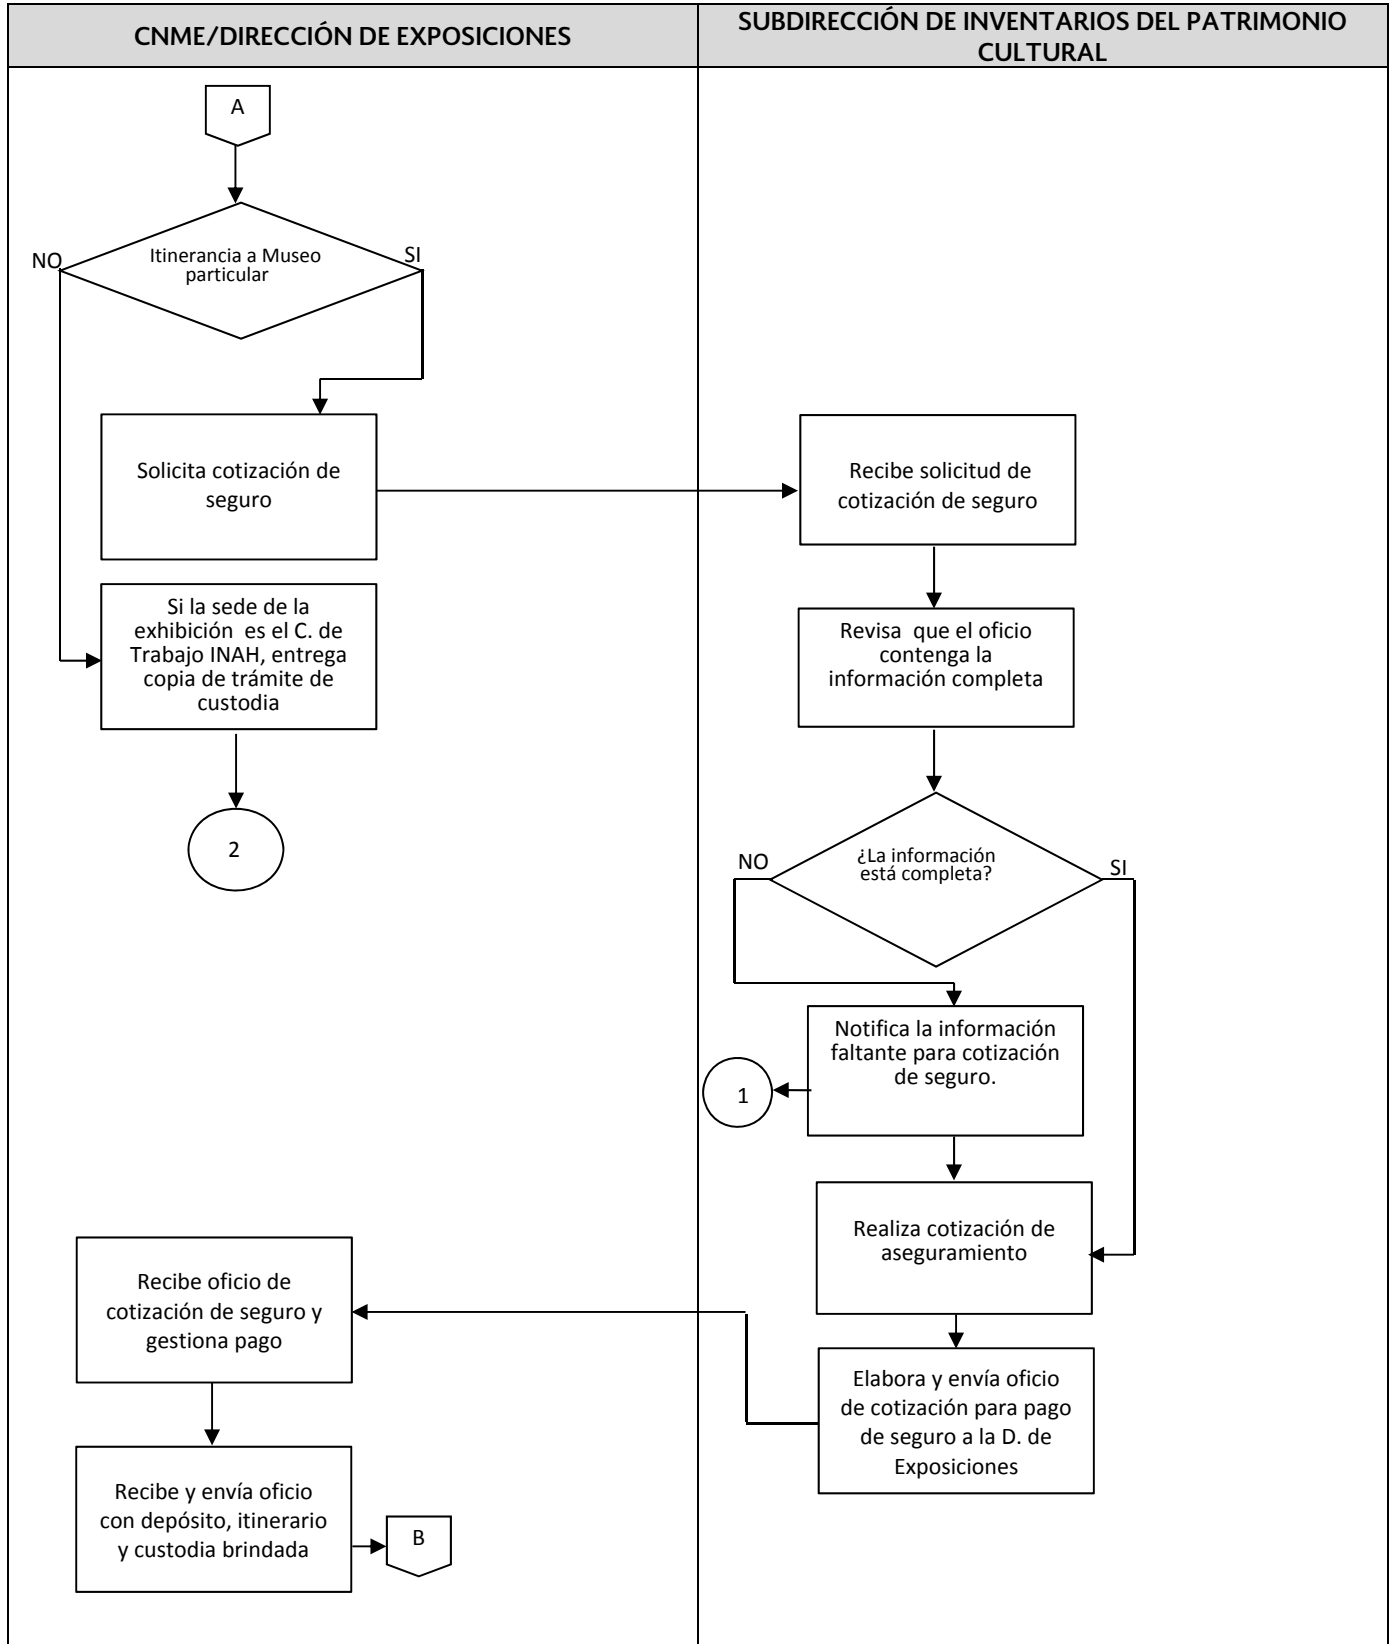 CNME/DIRECCIÓN DE EXPOSICIONES
SUBDIRECCIÓN DE INVENTARIOS DEL PATRIMONIO
CULTURAL
A
Itinerancia a Museo
particular
NO
SI
Solicita cotización de
seguro
Recibe solicitud de
cotización de seguro
Si la sede de la
exhibición es el C. de
Trabajo INAH, entrega
copia de trámite de
custodia
Revisa que el oficio
contenga la
información completa
2
¿La información
está completa?
NO
SI
Notifica la información
faltante para cotización
de seguro.
1
Realiza cotización de
aseguramiento
Elabora y envía oficio
de cotización para pago
de seguro a la D. de
Exposiciones
Recibe oficio de
cotización de seguro y
gestiona pago
Recibe y envía oficio
con depósito, itinerario
y custodia brindada
B